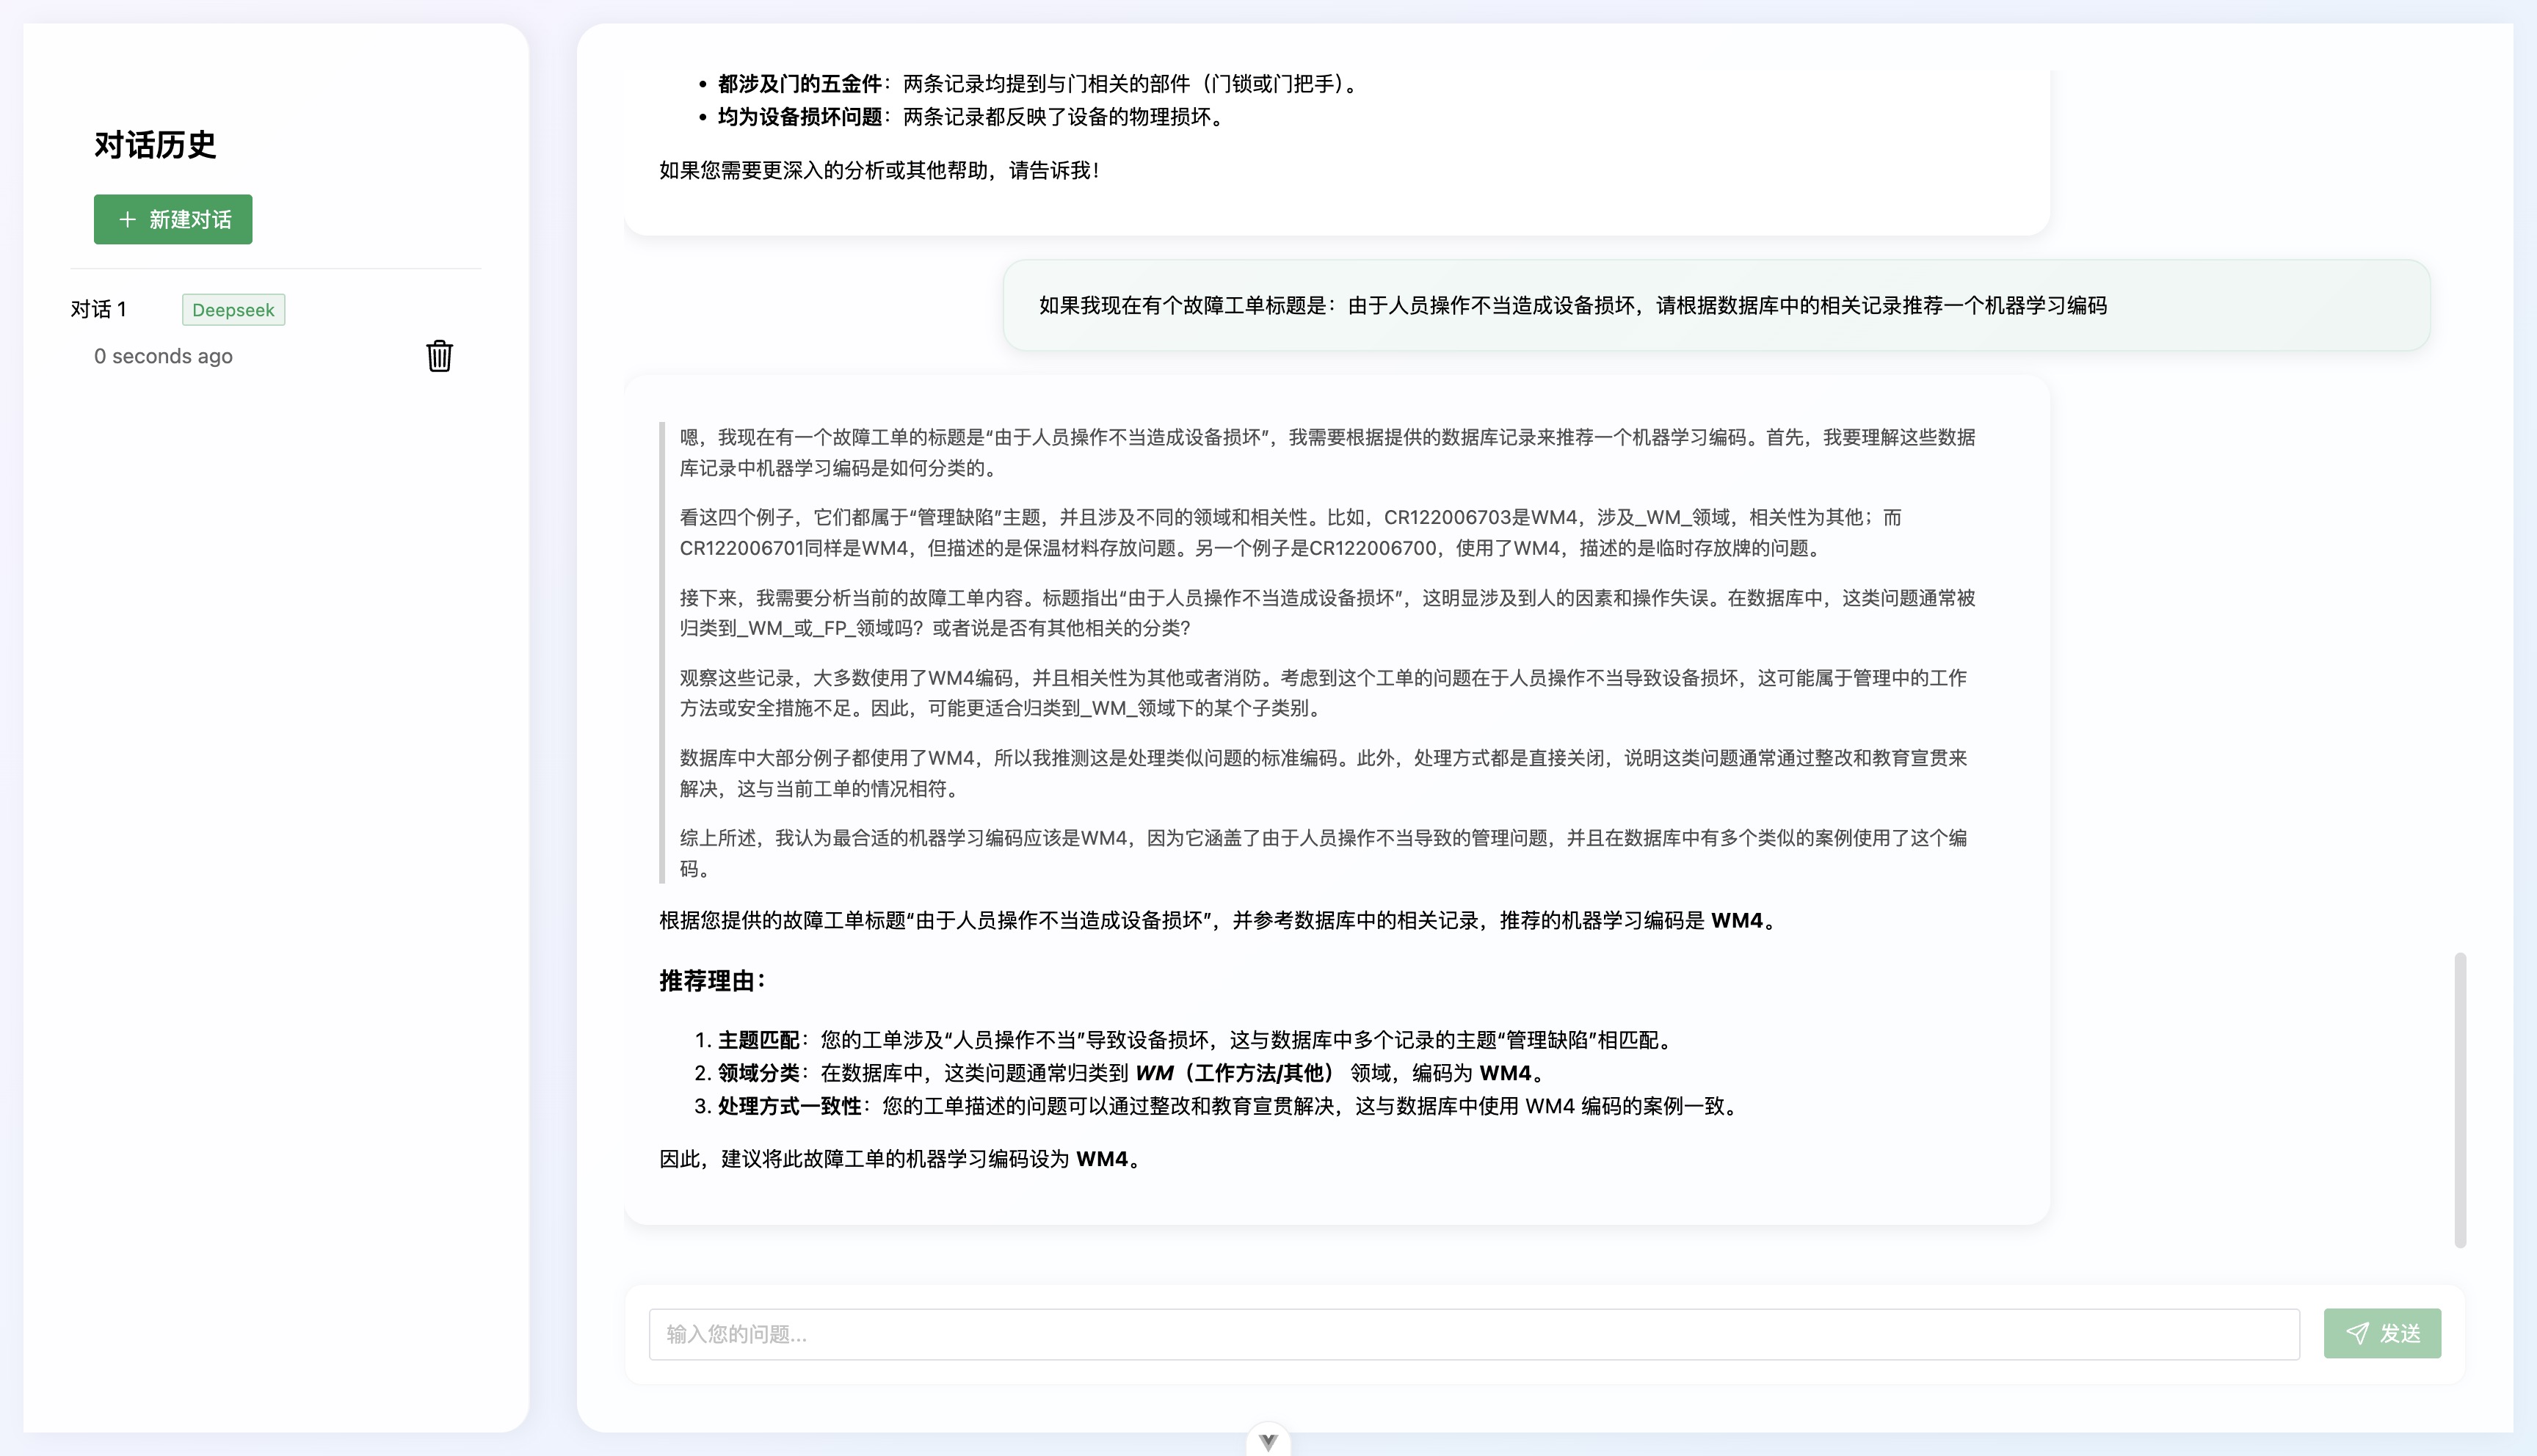 对话历史
新建对话
对话 1
Deepseek
0 seconds ago
• 都涉及门的五金件：两条记录均提到与门相关的部件（门锁或门把手）。
• 均为设备损坏问题：两条记录都反映了设备的物理损坏。
如果您需要更深入的分析或其他帮助，请告诉我！
如果我现在有个故障工单标题是：由于人员操作不当造成设备损坏，请根据数据库中的相关记录推荐一个机器学习编码
嗯，我现在有一个故障工单的标题是“由于人员操作不当造成设备损坏”，我需要根据提供的数据库记录来推荐一个机器学习编码。首先，我要理解这些数据
库记录中机器学习编码是如何分类的。
看这四个例子，它们都属于“管理缺陷”主题，并且涉及不同的领域和相关性。比如，CR122006703是WM4，涉及_WM_领域，相关性为其他；而
CR122006701同样是WM4，但描述的是保温材料存放问题。另一个例子是CR122006700，使用了WM4，描述的是临时存放牌的问题。
接下来，我需要分析当前的故障工单内容。标题指出“由于人员操作不当造成设备损坏”，这明显涉及到人的因素和操作失误。在数据库中，这类问题通常被
归类到_WM_或_FP_领域吗？或者说是否有其他相关的分类？
观察这些记录，大多数使用了WM4编码，并且相关性为其他或者消防。考虑到这个工单的问题在于人员操作不当导致设备损坏，这可能属于管理中的工作
方法或安全措施不足。因此，可能更适合归类到_WM_领域下的某个子类别。
数据库中大部分例子都使用了WM4，所以我推测这是处理类似问题的标准编码。此外，处理方式都是直接关闭，说明这类问题通常通过整改和教育宣贯来
解决，这与当前工单的情况相符。
综上所述，我认为最合适的机器学习编码应该是WM4，因为它涵盖了由于人员操作不当导致的管理问题，并且在数据库中有多个类似的案例使用了这个编
码。
根据您提供的故障工单标题“由于人员操作不当造成设备损坏”，并参考数据库中的相关记录，推荐的机器学习编码是 WM4。
推荐理由：
1. 主题匹配：您的工单涉及“人员操作不当”导致设备损坏，这与数据库中多个记录的主题“管理缺陷”相匹配。
2. 领域分类：在数据库中，这类问题通常归类到 WM（工作方法/其他） 领域，编码为 WM4。
3. 处理方式一致性：您的工单描述的问题可以通过整改和教育宣贯解决，这与数据库中使用 WM4 编码的案例一致。
因此，建议将此故障工单的机器学习编码设为 WM4。
输入您的问题...
发送